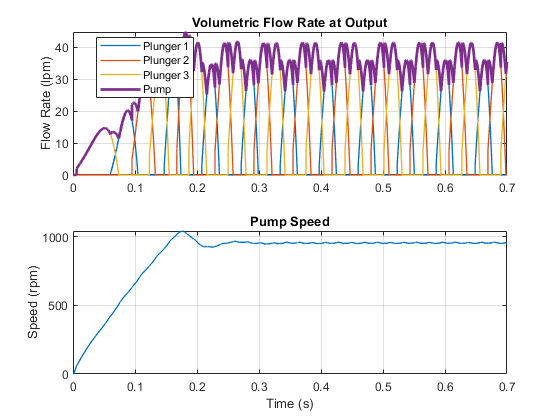 Volumetric Flow Rate at Output
Flow Rate (lpm)
40
30
20
10
0
Plunger 1
Plunger 2
Plunger 3
Pump
0 0.1 0.2 0.3 0.4 0.5 0.6 0.7
Pump Speed
Speed (rpm)
1000
500
0
0 0.1 0.2 0.3 0.4 0.5 0.6 0.7
Time (s)